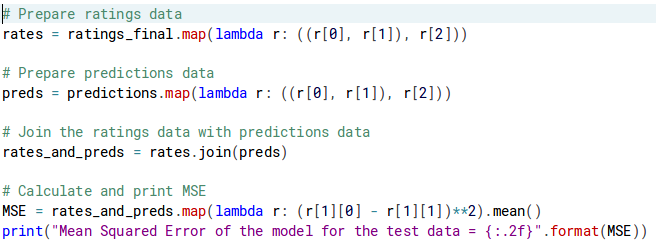 # Prepare ratings data
rates = ratings_final.map(lambda r: ((r[0], r[1]), r[2]))
# Prepare predictions data
preds = predictions.map(lambda r: ((r[0], r[1]), r[2]))
# Join the ratings data with predictions data
rates_and_preds = rates.join(preds)
# Calculate and print MSE
MSE = rates_and_preds.map(lambda r: (r[1][0] - r[1][1])**2).mean()
print("Mean Squared Error of the model for the test data = {:.2f}".format(MSE))